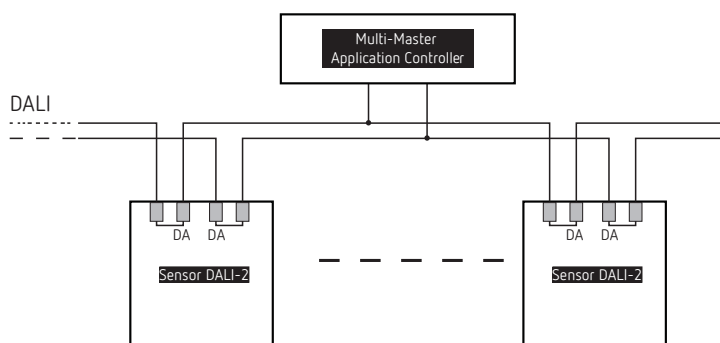 Multi-Master
Application Controller
DALI
DA DA
DA DA
Sensor DALI-2
Sensor DALI-2